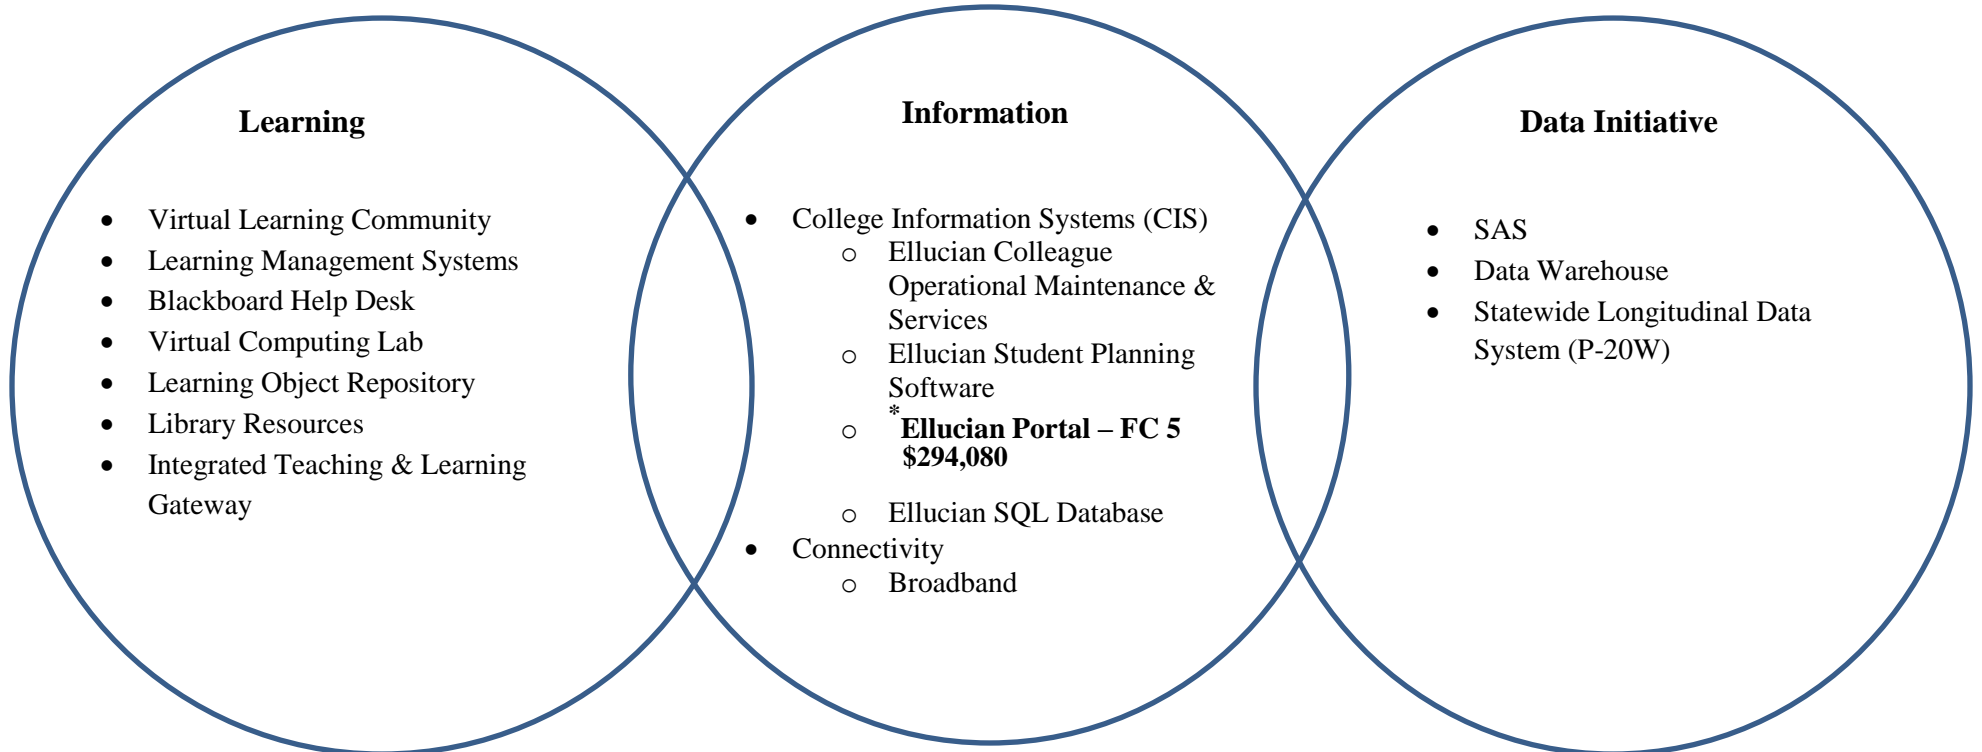 Learning
• Virtual Learning Community
• Learning Management Systems
• Blackboard Help Desk
• Virtual Computing Lab
• Learning Object Repository
• Library Resources
• Integrated Teaching & Learning
Gateway
Information
• College Information Systems (CIS)
o Ellucian Colleague
Operational Maintenance &
Services
o Ellucian Student Planning
Software
o *Ellucian Portal – FC 5
$294,080
o Ellucian SQL Database
• Connectivity
o Broadband
Data Initiative
• SAS
• Data Warehouse
• Statewide Longitudinal Data
System (P-20W)